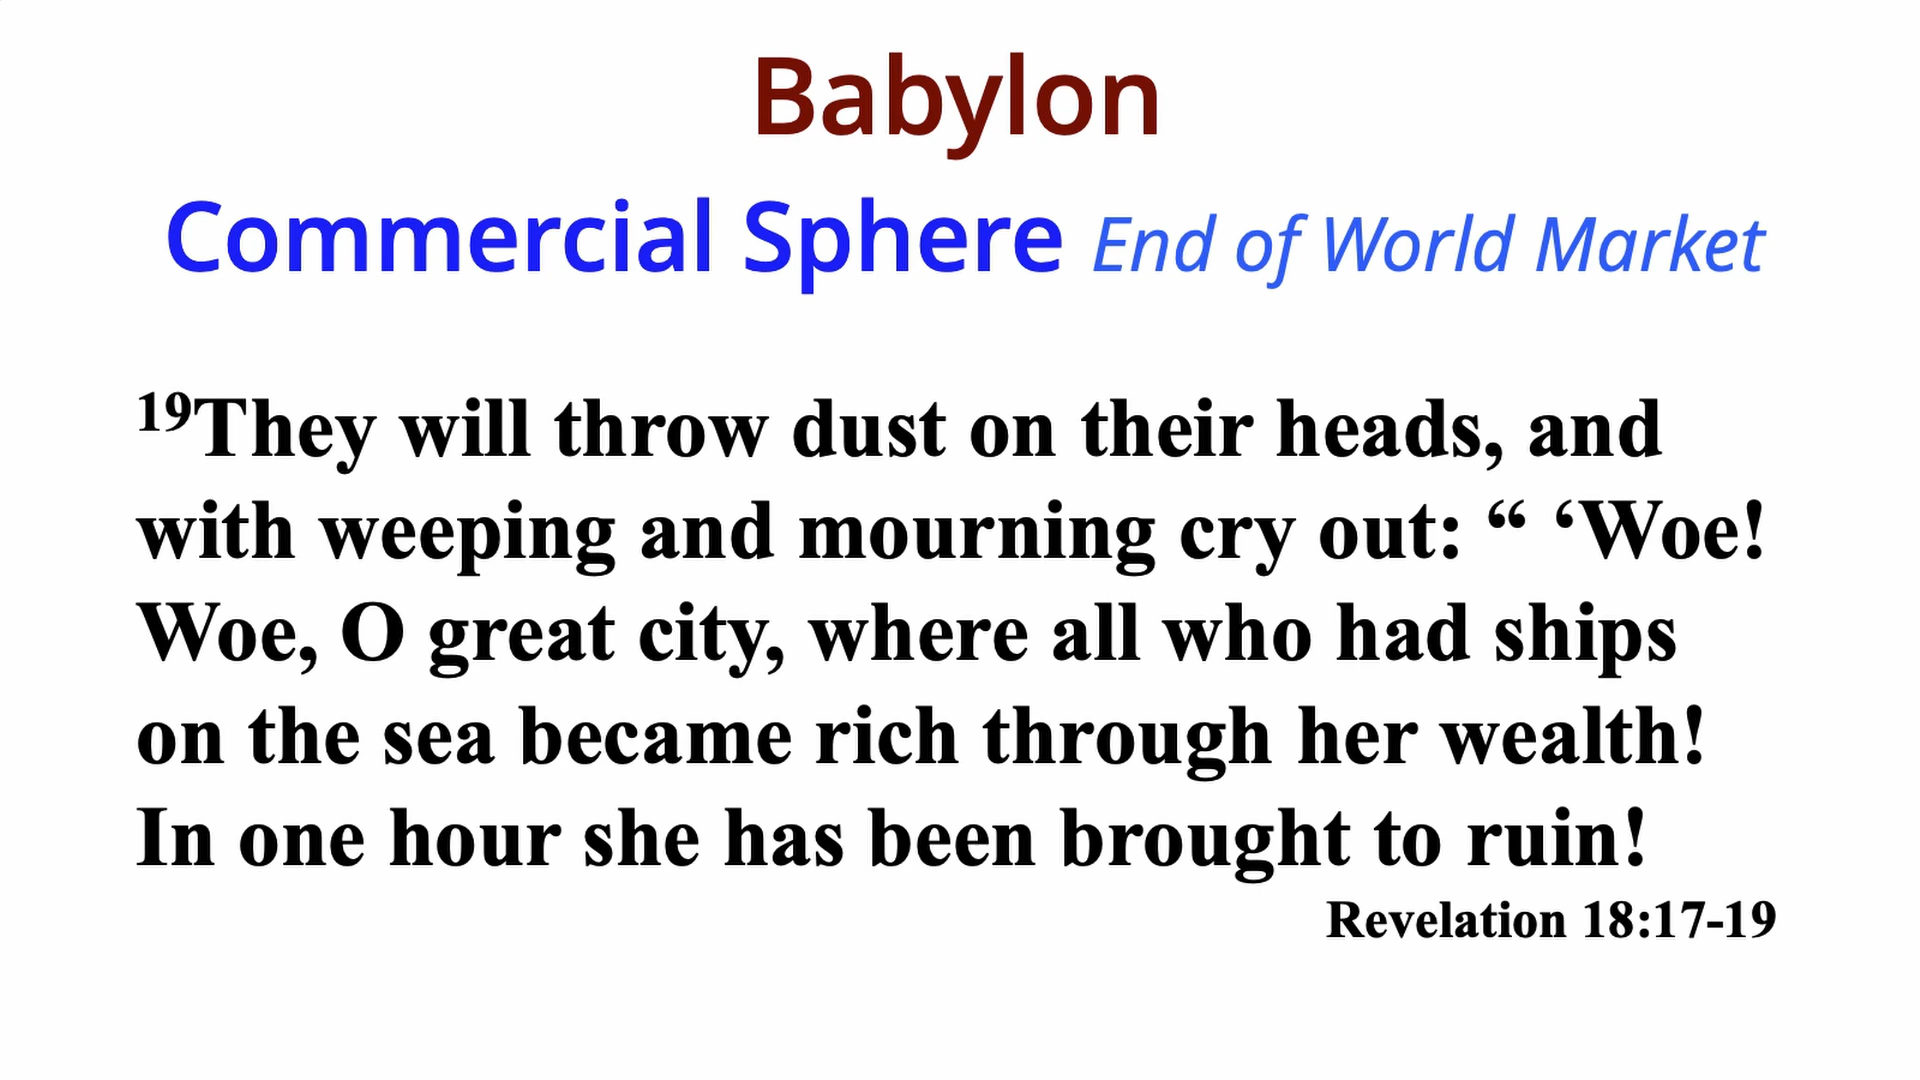 Babylon
Commercial Sphere End of World Market
19They will throw dust on their heads, and
with weeping and mourning cry out: “ ‘Woe!
Woe, O great city, where all who had ships
on the sea became rich through her wealth!
In one hour she has been brought to ruin!
Revelation 18:17-19